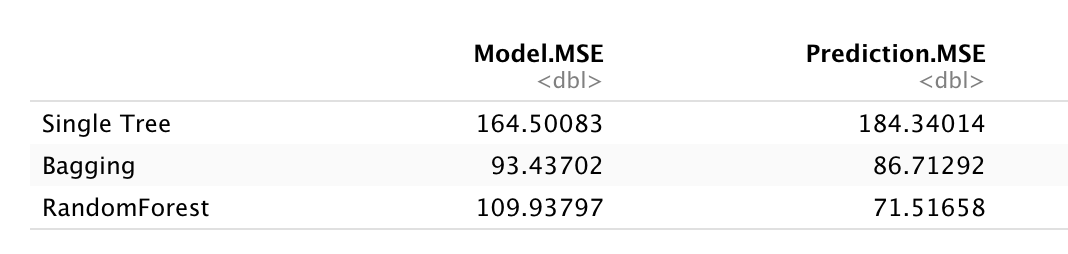 Model.MSE Prediction.MSE
<dbl> <dbl>
Single Tree 164.50083 184.34014
Bagging 93.43702 86.71292
RandomForest 109.93797 71.51658